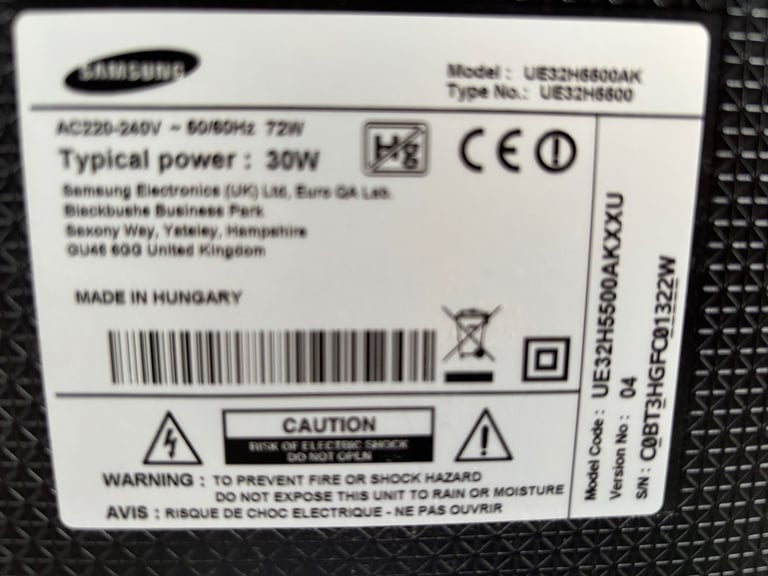 SAMSUNG
Model : UE32H5500AK
Type No.: UE32H5500
AC220-240V ~ 50/60Hz 72W
Typical power : 30W
Hg
CE
Samsung Electronics (UK) Ltd, Euro QA Lab.
Blackbushe Business Park
Saxony Way, Yateley, Hampshire
GU46 6GG United Kingdom
MADE IN HUNGARY
CAUTION
RISK OF ELECTRIC SHOCK
DO NOT OPEN
WARNING : TO PREVENT FIRE OR SHOCK HAZARD
DO NOT EXPOSE THIS UNIT TO RAIN OR MOISTURE
AVIS : RISQUE DE CHOC ELECTRIQUE - NE PAS OUVRIR
Model Code : UE32H5500AKXXU
Version No : 04
S/N : C0BT3HGFC01322W